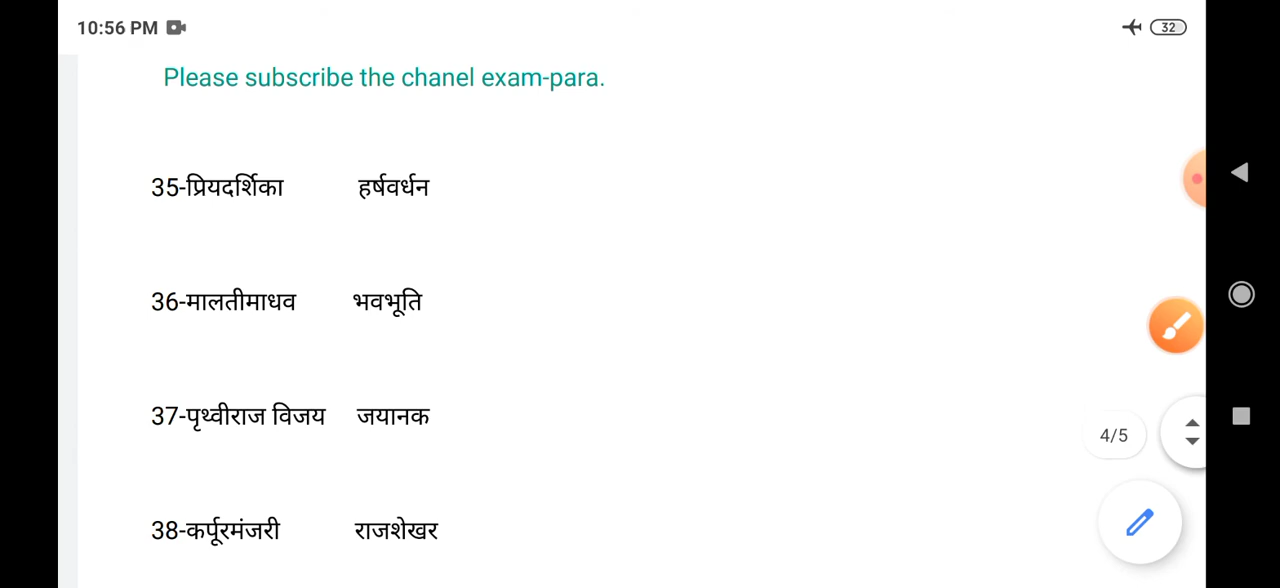 10:56 PM 32
Please subscribe the chanel exam-para.
35-प्रियदर्शिका हर्षवर्धन
36-मालतीमाधव भवभूति
37-पृथ्वीराज विजय जयानक
4/5
38-कर्पूरमंजरी राजशेखर